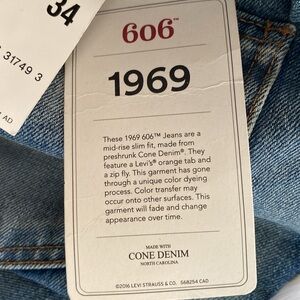 34
31749 3
AD
606™
1969
These 1969 606™ Jeans are a
mid-rise slim fit, made from
preshrunk Cone Denim®. They
feature a Levi's® orange tab and
a zip fly. This garment has gone
through a unique color dyeing
process. Color transfer may
occur onto other surfaces. This
garment will fade and change
appearance over time.
MADE WITH
CONE DENIM
NORTH CAROLINA
©2016 LEVI STRAUSS & CO. 568254 CAD